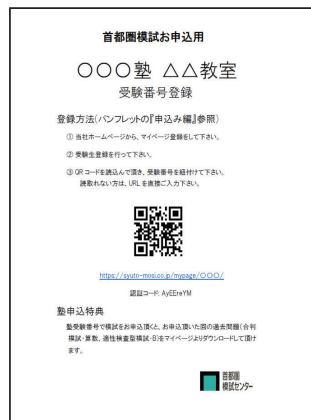 首都圏模試お申込用
〇〇〇塾 △△教室
受験番号登録
登録方法(パンフレットの『申込み編』参照)
① 当社ホームページから、マイページ登録をして下さい。
② 受験生登録を行って下さい。
③ QRコードを読込んで頂き、受験番号を紐付けて下さい。
読取れない方は、URLを直接ご入力下さい。
https://syuto-mosi.co.jp/mypage/〇〇〇/
認証コード: AyEEreYM
塾申込特典
塾受験番号で模試をお申込頂くと、お申込頂いた回の過去問題(合判
模試・算数、適性検査型模試・B)をマイページよりダウンロードして頂け
ます。
首都圏
模試センター